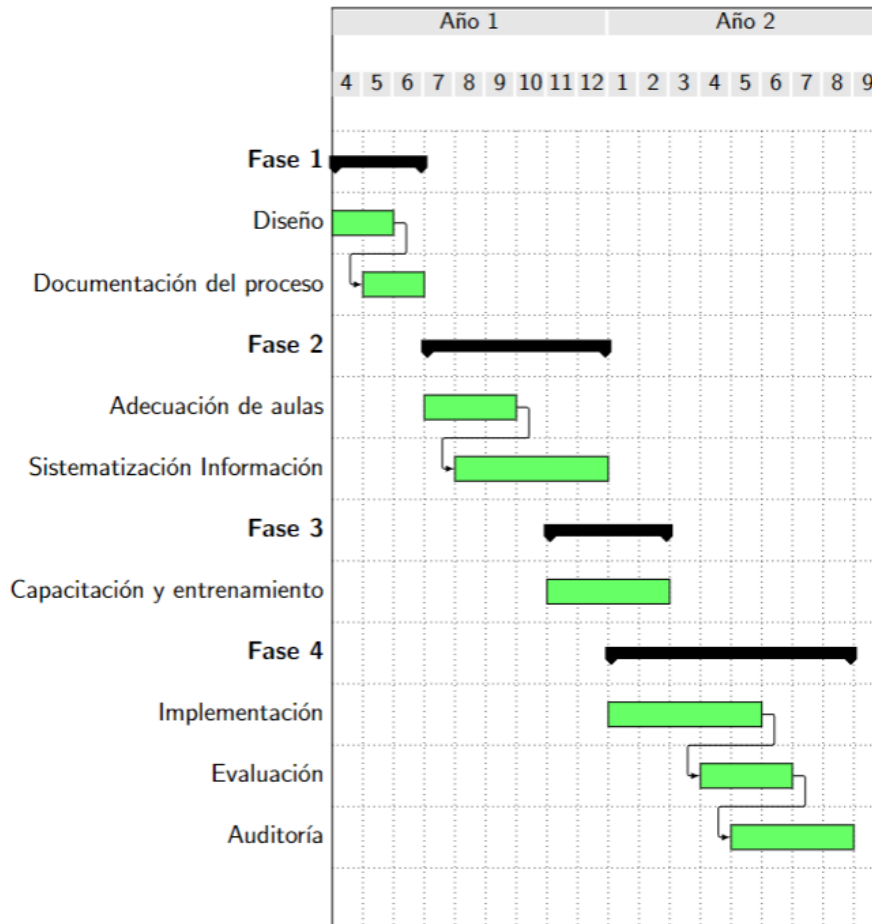 Año 1 Año 2
4 5 6 7 8 9 10 11 12 1 2 3 4 5 6 7 8 9
Fase 1
Diseño
Documentación del proceso
Fase 2
Adecuación de aulas
Sistematización Información
Fase 3
Capacitación y entrenamiento
Fase 4
Implementación
Evaluación
Auditoría